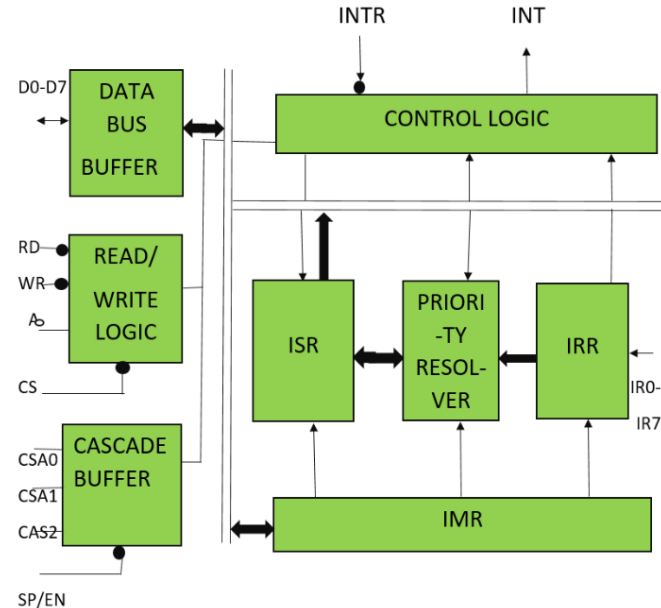 INTR
INT
D0-D7
DATA
BUS
BUFFER
CONTROL LOGIC
RD
WR
A0
CS
READ/
WRITE
LOGIC
ISR
PRIORI
-TY
RESOL-
VER
IRR
IR0-
IR7
CSA0
CSA1
CAS2
CASCADE
BUFFER
IMR
SP/EN